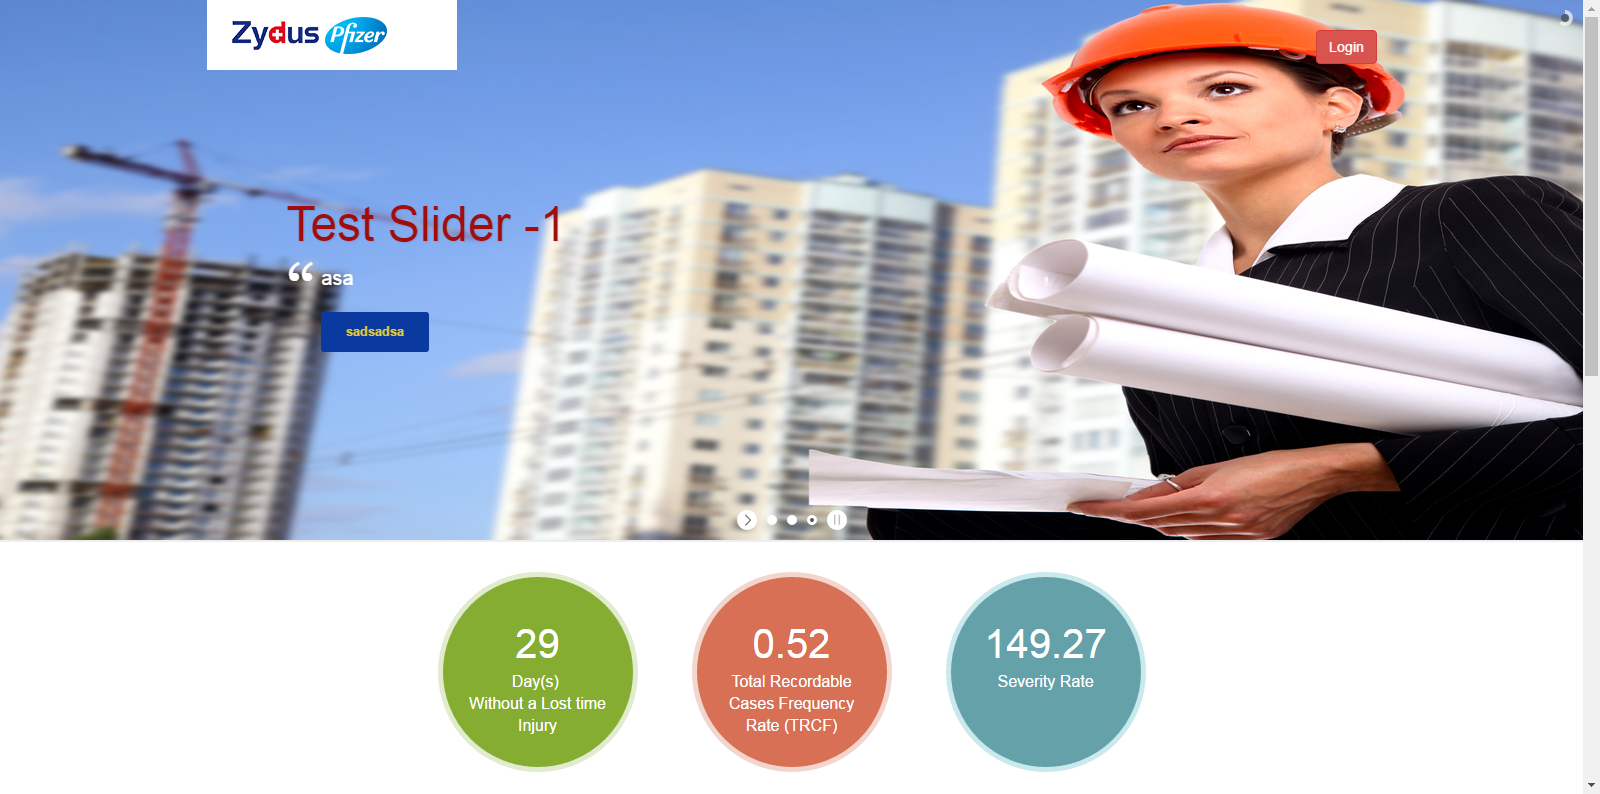 Zydus Pfizer
Login
Test Slider -1
“ asa
sadsadsa
29
Day(s)
Without a Lost time
Injury
0.52
Total Recordable
Cases Frequency
Rate (TRCF)
149.27
Severity Rate